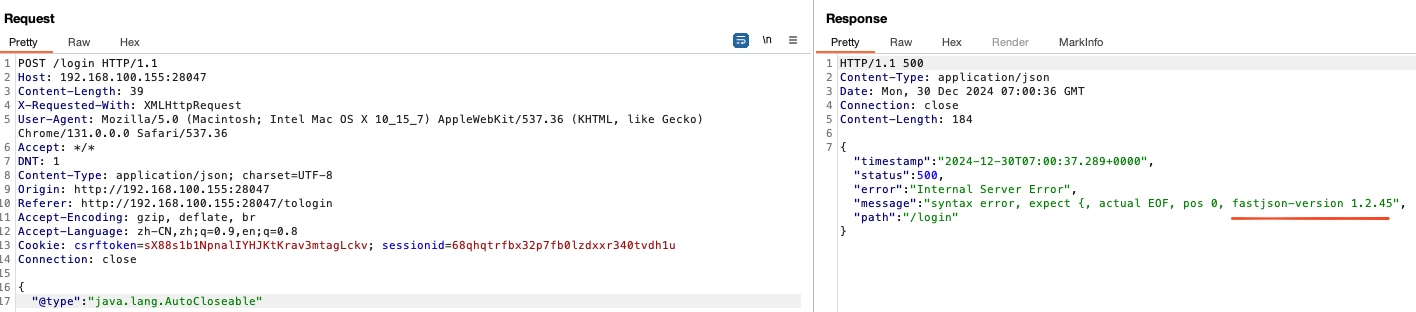 Request
Pretty Raw Hex \n
1 POST /login HTTP/1.1
2 Host: 192.168.100.155:28047
3 Content-Length: 39
4 X-Requested-With: XMLHttpRequest
5 User-Agent: Mozilla/5.0 (Macintosh; Intel Mac OS X 10_15_7) AppleWebKit/537.36 (KHTML, like Gecko)
Chrome/131.0.0.0 Safari/537.36
6 Accept: */*
7 DNT: 1
8 Content-Type: application/json; charset=UTF-8
9 Origin: http://192.168.100.155:28047
10 Referer: http://192.168.100.155:28047/tologin
11 Accept-Encoding: gzip, deflate, br
12 Accept-Language: zh-CN,zh;q=0.9,en;q=0.8
13 Cookie: csrftoken=sX88s1b1NpnalIYHJKtKrav3mtagLckv; sessionid=68qhqtrfbx32p7fb0lzdxxr340tvdh1u
14 Connection: close
15
16 {
17 "@type":"java.lang.AutoCloseable"
Response
Pretty Raw Hex Render MarkInfo
1 HTTP/1.1 500
2 Content-Type: application/json
3 Date: Mon, 30 Dec 2024 07:00:36 GMT
4 Connection: close
5 Content-Length: 184
6
7 {
"timestamp":"2024-12-30T07:00:37.289+0000",
"status":500,
"error":"Internal Server Error",
"message":"syntax error, expect {, actual EOF, pos 0, fastjson-version 1.2.45",
"path":"/login"
}